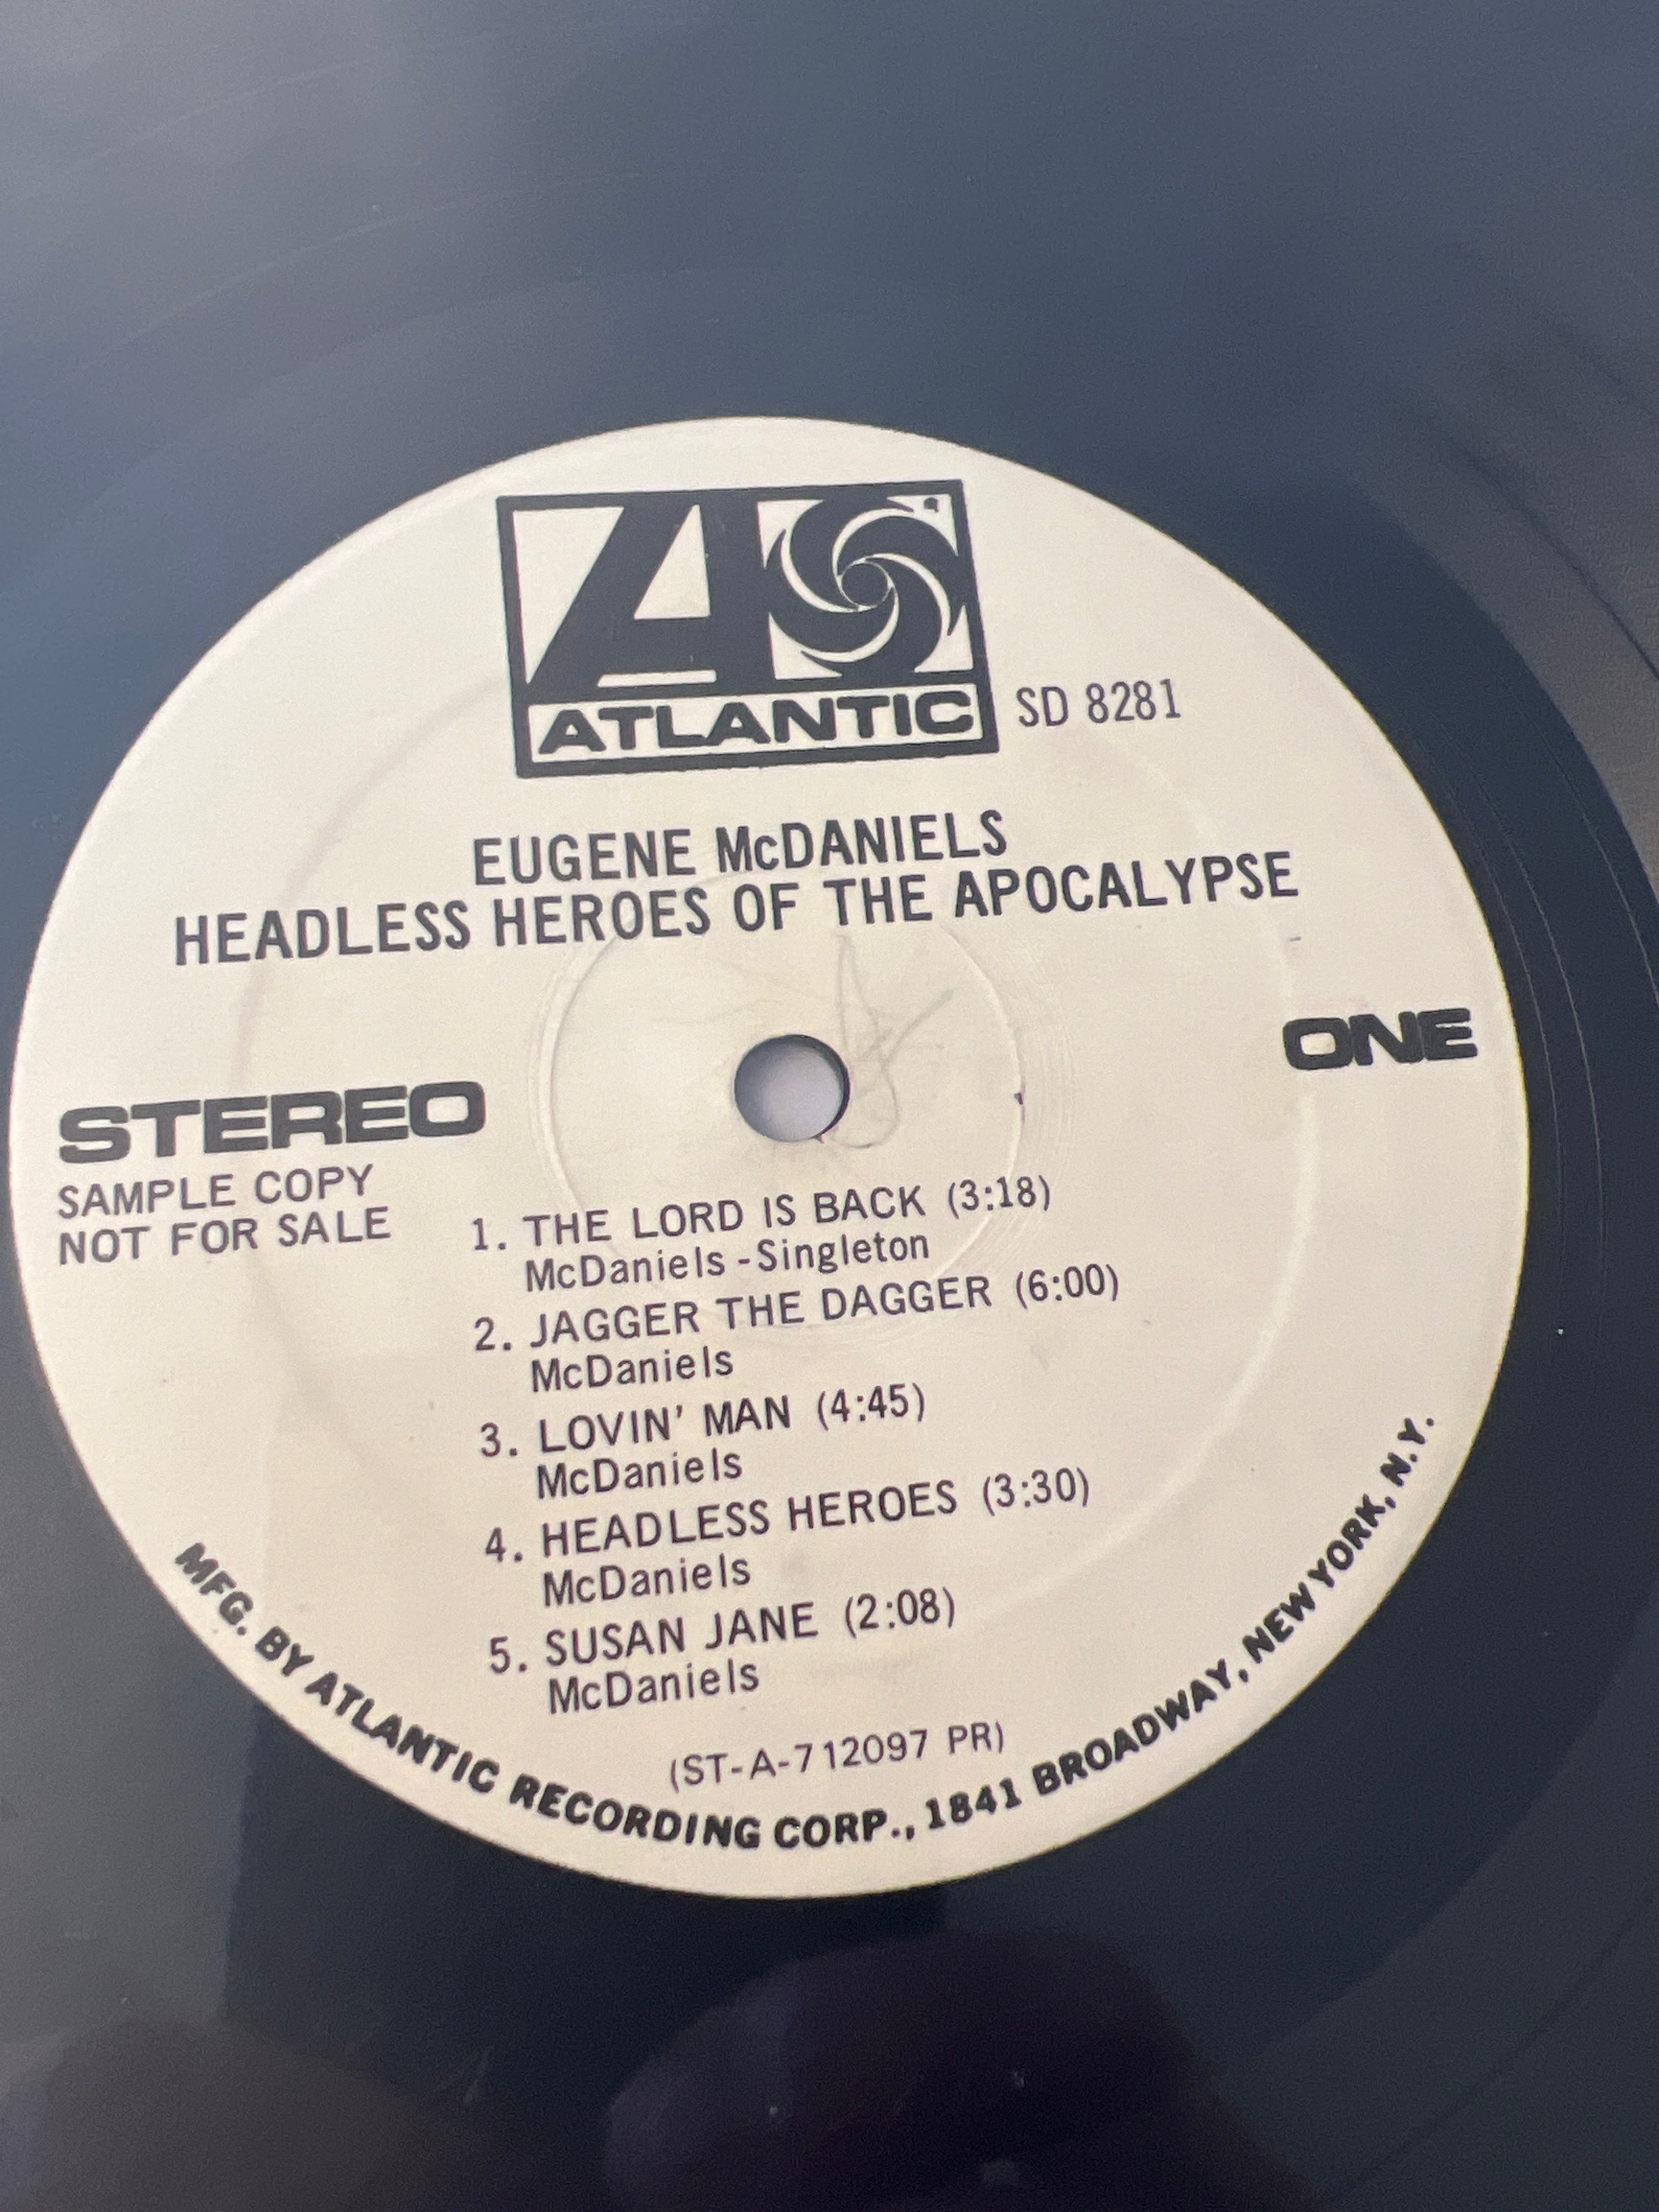 ATLANTIC
SD 8281
EUGENE McDANIELS
HEADLESS HEROES OF THE APOCALYPSE
ONE
STEREO
SAMPLE COPY
NOT FOR SALE
1. THE LORD IS BACK (3:18)
McDaniels - Singleton
2. JAGGER THE DAGGER (6:00)
McDaniels
3. LOVIN' MAN (4:45)
McDaniels
4. HEADLESS HEROES (3:30)
McDaniels
5. SUSAN JANE (2:08)
McDaniels
(ST-A-712097 PR)
MFG. BY ATLANTIC RECORDING CORP., 1841 BROADWAY, NEW YORK, N.Y.